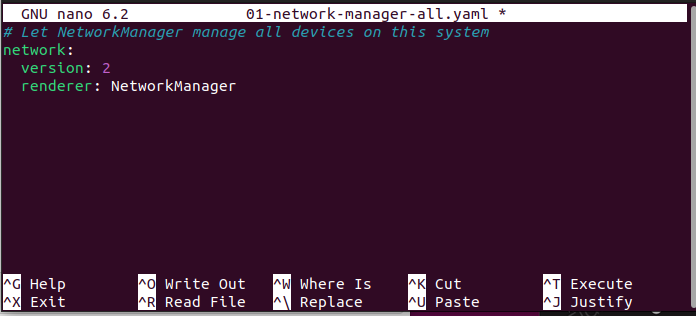 GNU nano 6.2 01-network-manager-all.yaml *
# Let NetworkManager manage all devices on this system
network:
  version: 2
  renderer: NetworkManager
^G Help ^O Write Out ^W Where Is ^K Cut ^T Execute
^X Exit ^R Read File ^\ Replace ^U Paste ^J Justify